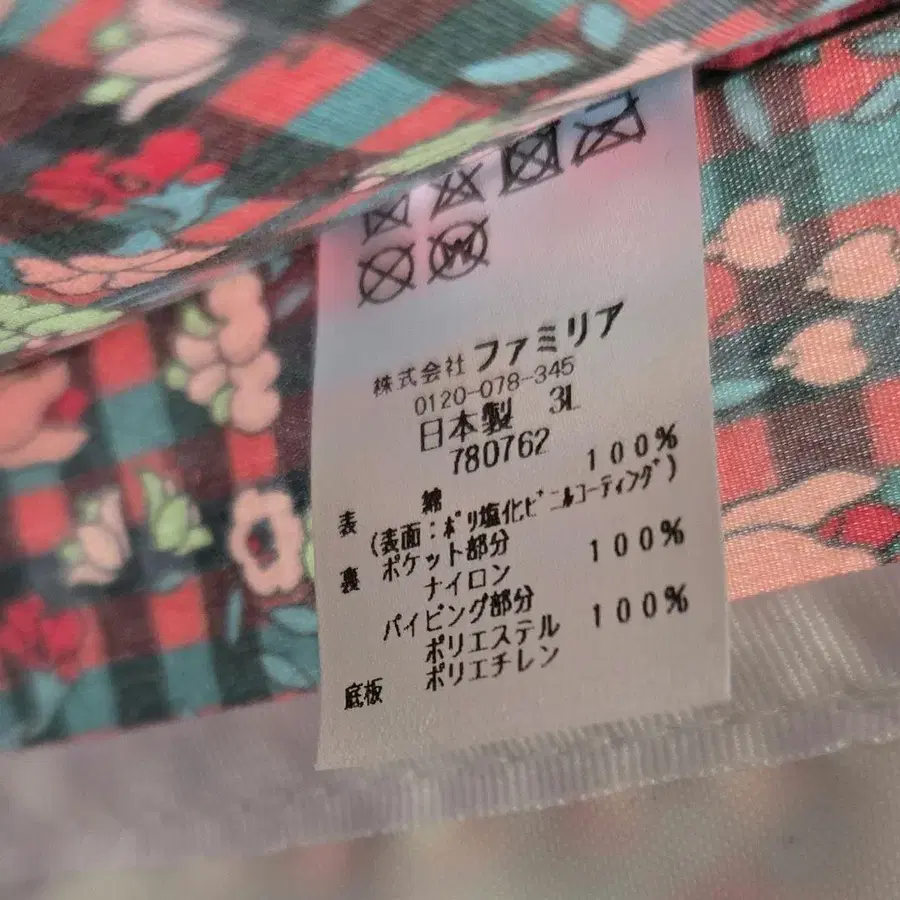 株式会社 ファミリア
0120-078-345
日本製 3L
780762
表 綿 100%
(表面:ポリ塩化ビニルコーティング)
裏 ポケット部分
ナイロン 100%
パイピング部分
ポリエステル 100%
底板 ポリエチレン